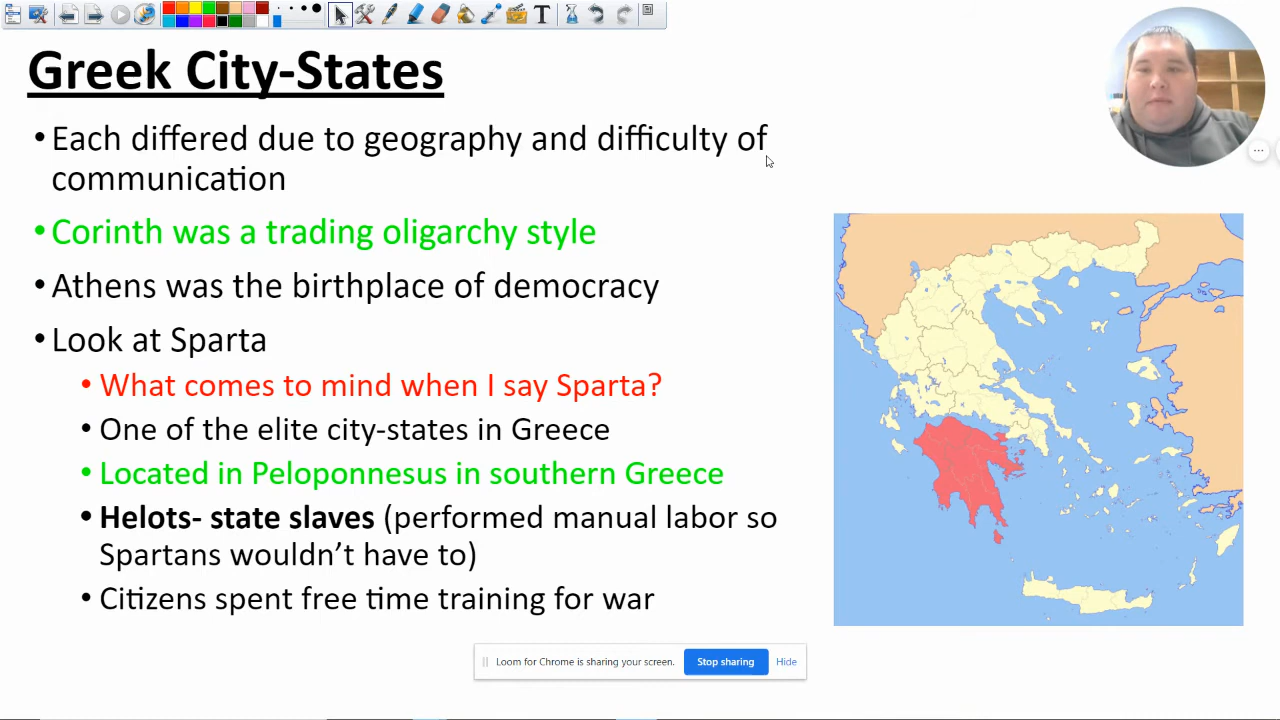 Greek City-States
•Each differed due to geography and difficulty of
communication
•Corinth was a trading oligarchy style
•Athens was the birthplace of democracy
•Look at Sparta
•What comes to mind when I say Sparta?
•One of the elite city-states in Greece
•Located in Peloponnesus in southern Greece
•Helots- state slaves (performed manual labor so
Spartans wouldn’t have to)
•Citizens spent free time training for war
Loom for Chrome is sharing your screen. Stop sharing Hide